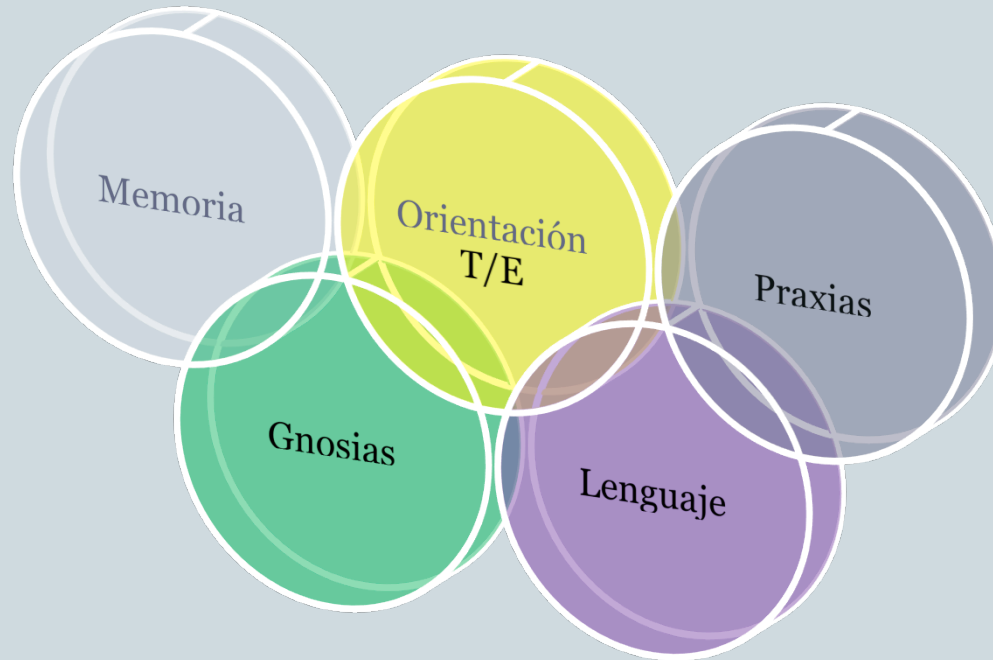 Memoria
Orientación
T/E
Praxias
Gnosias
Lenguaje